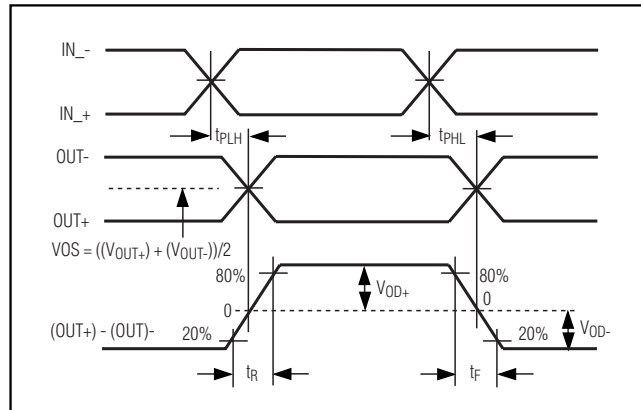 IN_-
IN_+
tPLH
tPHL
OUT-
OUT+
VOS = ((VOUT+) + (VOUT-))/2
80%
80%
VOD+
0
0
(OUT+) - (OUT)-
20%
20%
VOD-
tR
tF